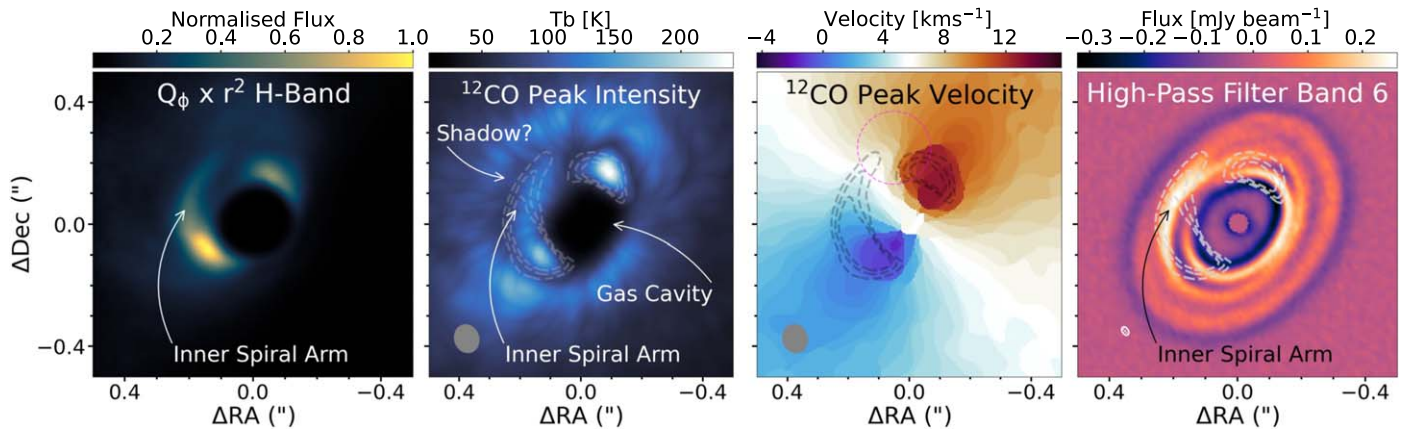 Normalised Flux
0.2 0.4 0.6 0.8 1.0
Q_ϕ x r² H-Band
Inner Spiral Arm
0.4
0.0
−0.4
ΔDec (")
0.4 0.0 −0.4
ΔRA (")
Tb [K]
50 100 150 200
¹²CO Peak Intensity
Shadow?
Gas Cavity
Inner Spiral Arm
0.4 0.0 −0.4
ΔRA (")
Velocity [kms⁻¹]
−4 0 4 8 12
¹²CO Peak Velocity
0.4 0.0 −0.4
ΔRA (")
Flux [mJy beam⁻¹]
−0.3 −0.2 −0.1 0.0 0.1 0.2
High-Pass Filter Band 6
Inner Spiral Arm
0.4 0.0 −0.4
ΔRA (")